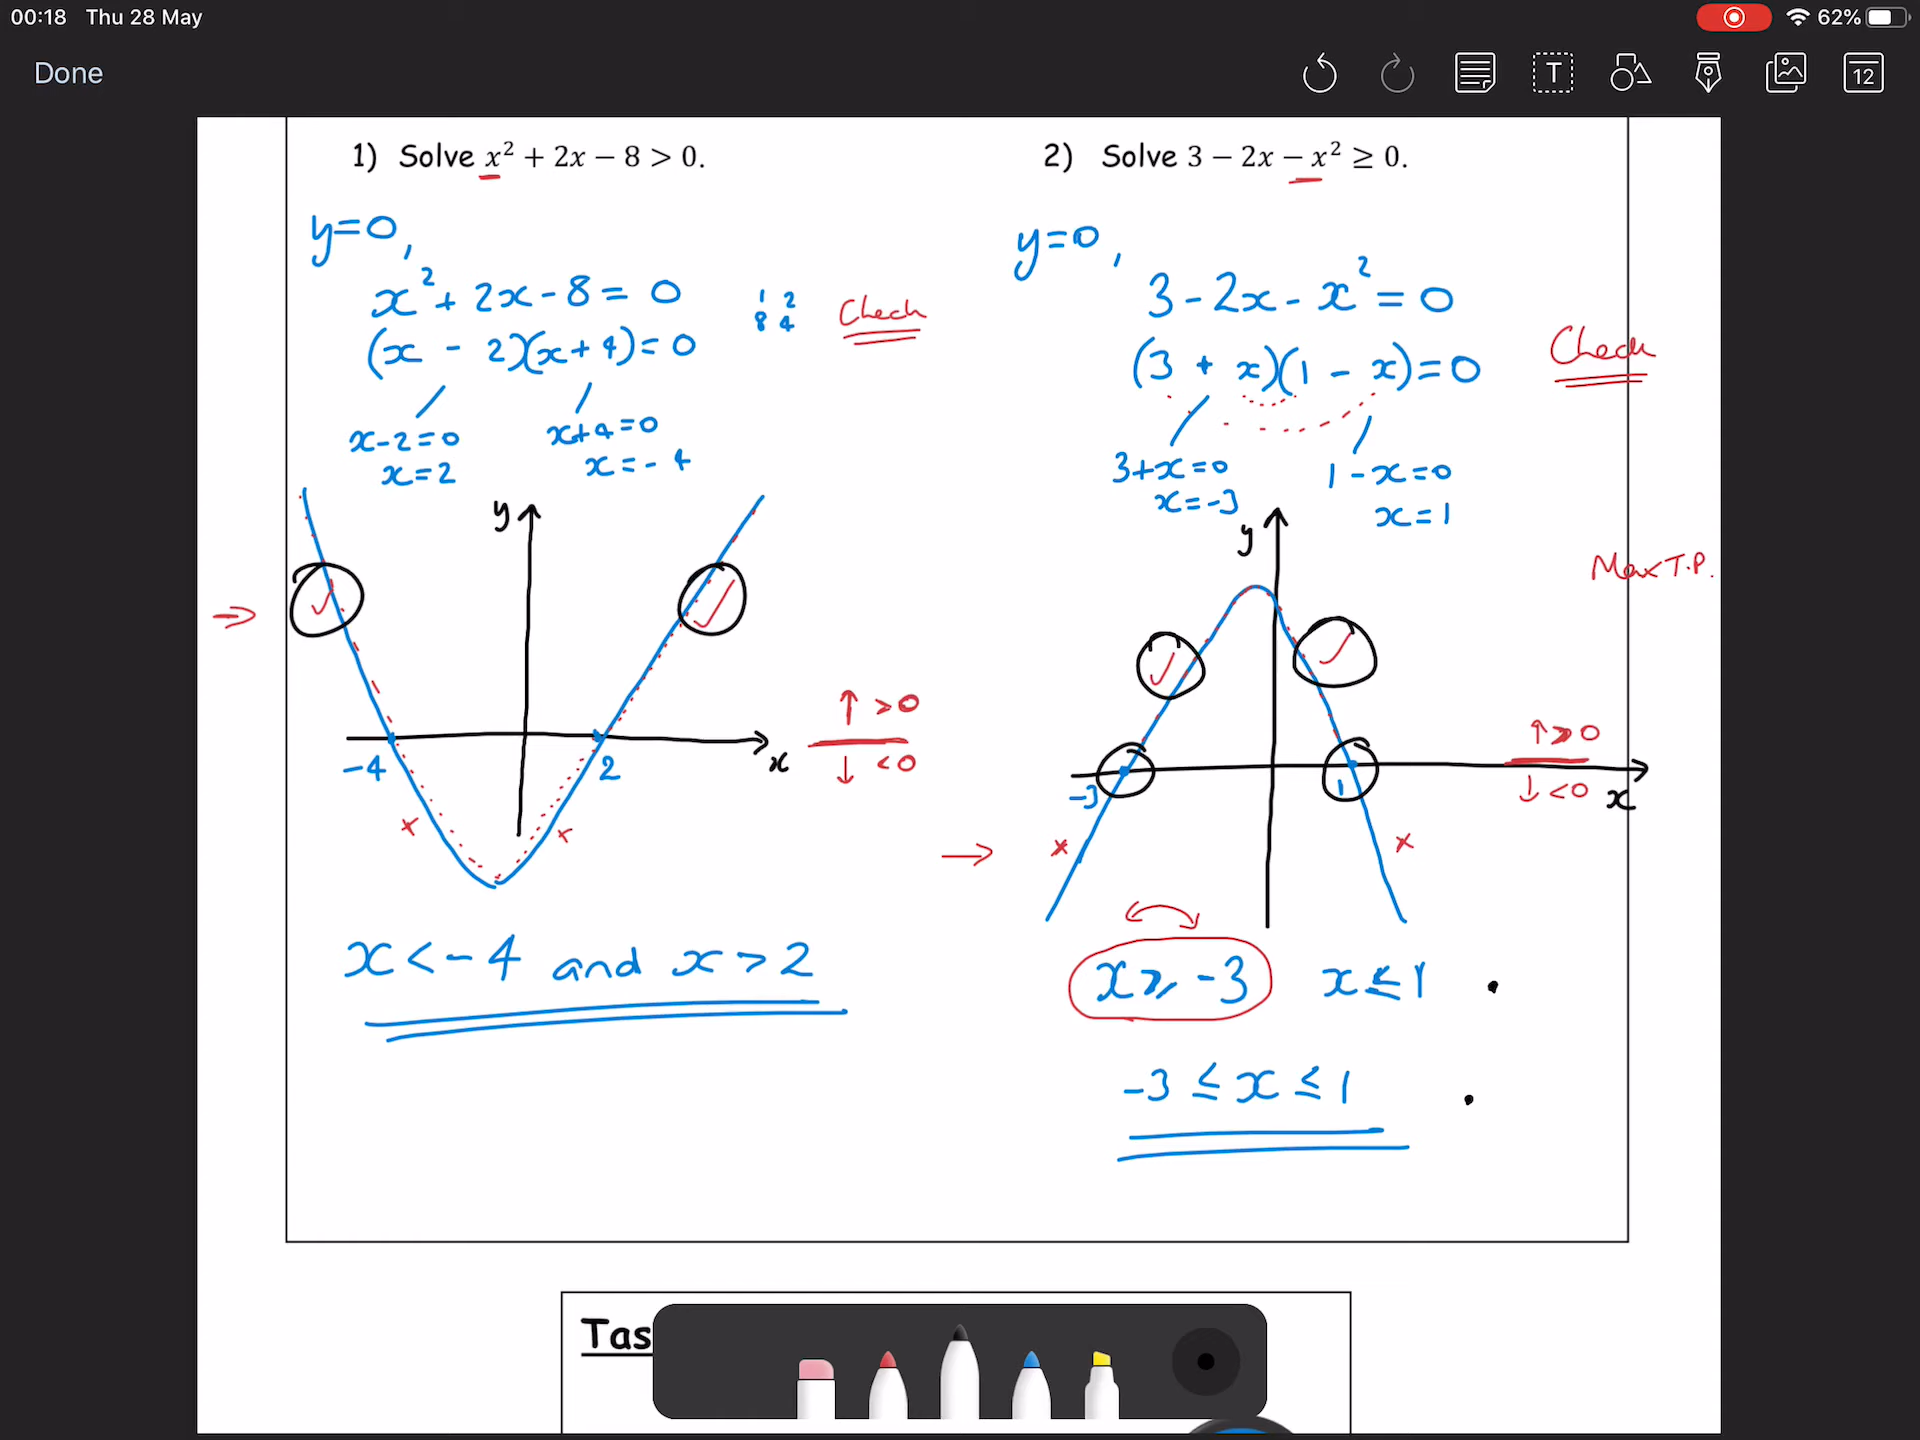 00:18 Thu 28 May 62%
Done T 12
1) Solve x² + 2x − 8 > 0.
y=0,
x² + 2x - 8 = 0
1 2
8 4
Check
(x - 2)(x + 4) = 0
x-2=0 x+4=0
x=2 x=-4
y
↑ >0
↓ <0
-4 2 x
x < -4 and x > 2
2) Solve 3 − 2x − x² ≥ 0.
y=0,
3 - 2x - x² = 0
Check
(3 + x)(1 - x) = 0
3+x=0 1-x=0
x=-3 x=1
y
Max T.P.
↑ ≥0
↓ <0
-3 1 x
x ≥ -3 x ≤ 1
-3 ≤ x ≤ 1
Tas